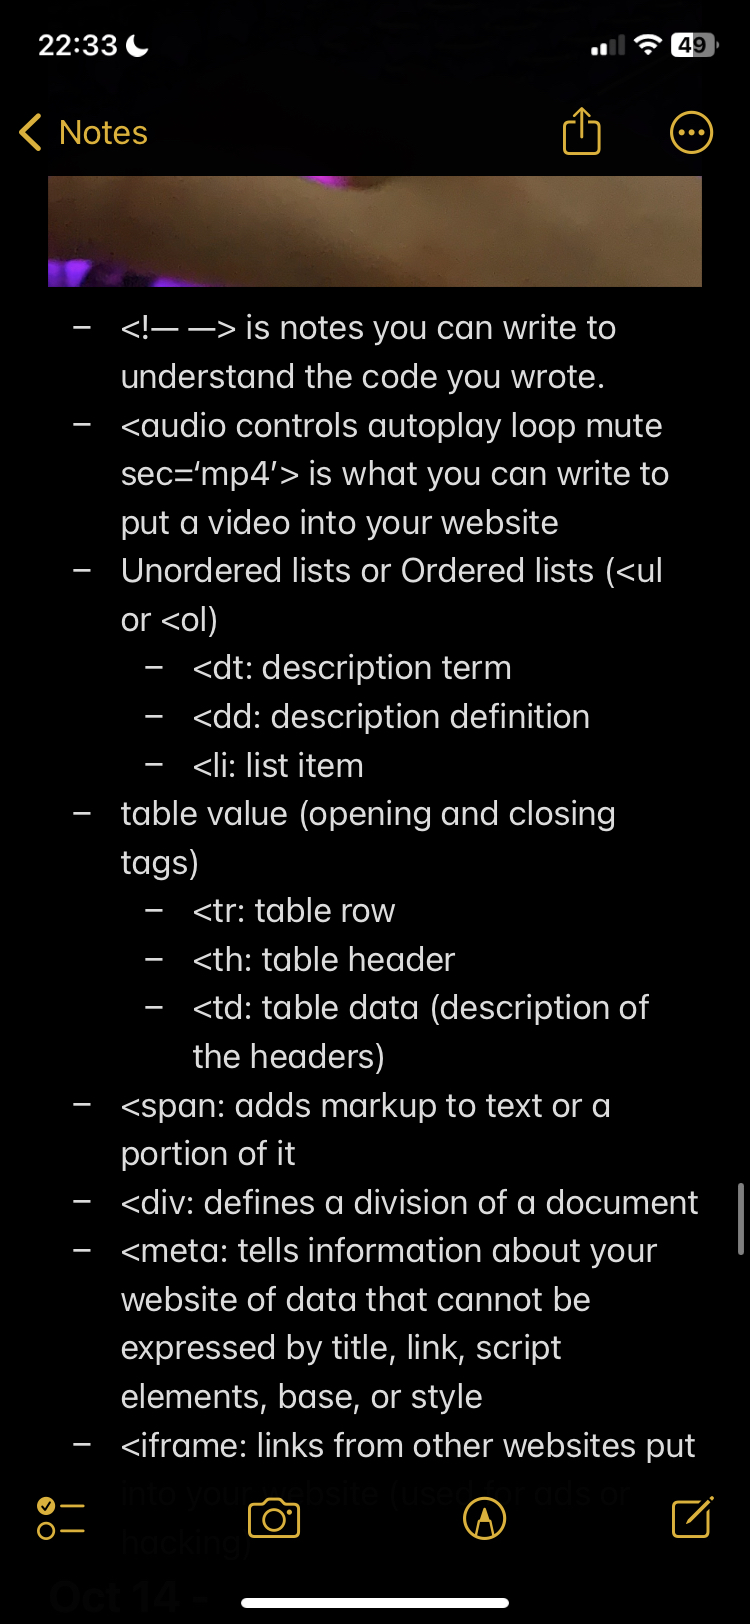 22:33
49
Notes
– <!— —> is notes you can write to
understand the code you wrote.
– <audio controls autoplay loop mute
sec=‘mp4’> is what you can write to
put a video into your website
– Unordered lists or Ordered lists (<ul
or <ol)
– <dt: description term
– <dd: description definition
– <li: list item
– table value (opening and closing
tags)
– <tr: table row
– <th: table header
– <td: table data (description of
the headers)
– <span: adds markup to text or a
portion of it
– <div: defines a division of a document
– <meta: tells information about your
website of data that cannot be
expressed by title, link, script
elements, base, or style
– <iframe: links from other websites put
into your website (used for ads or
hacking)
Oct 14 -